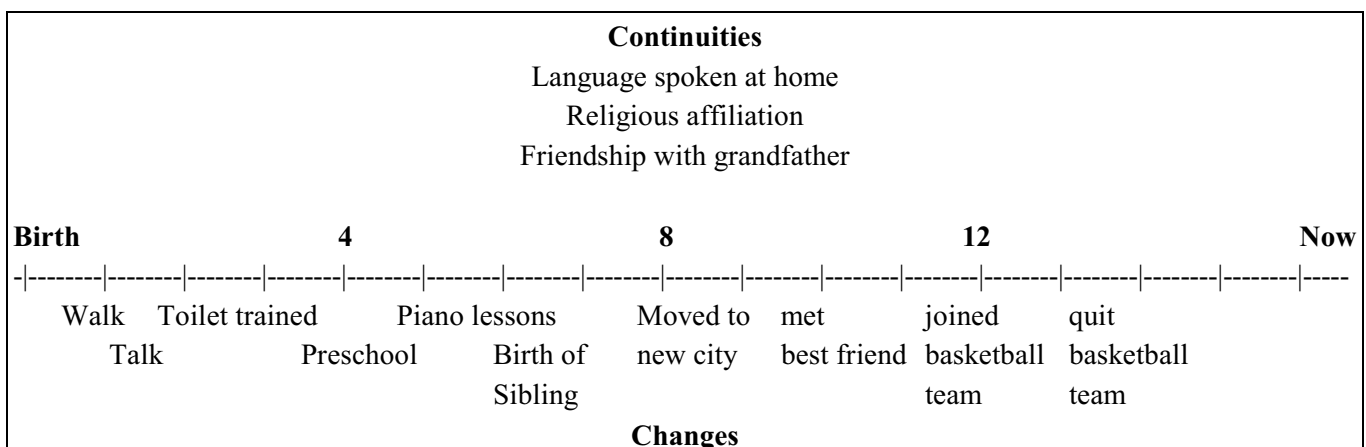 Continuities
Language spoken at home
Religious affiliation
Friendship with grandfather
Birth 4 8 12 Now
-|--------|--------|--------|--------|--------|--------|--------|--------|--------|--------|--------|--------|--------|--------|--------|--------|-----
Walk Toilet trained Piano lessons Moved to met joined quit
Talk Preschool Birth of new city best friend basketball basketball
Sibling team team
Changes